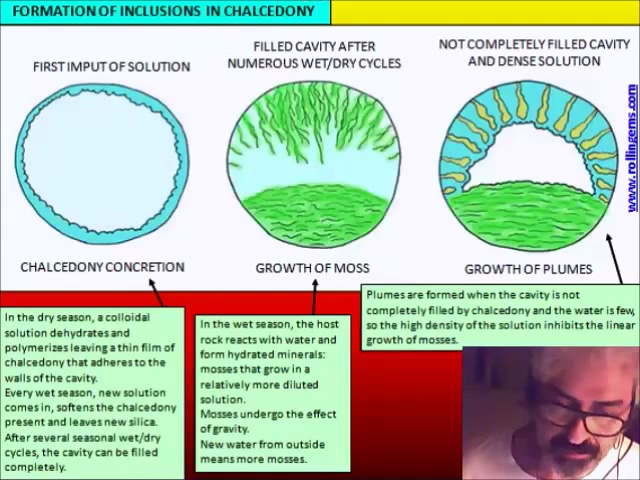 FORMATION OF INCLUSIONS IN CHALCEDONY
FIRST IMPUT OF SOLUTION
FILLED CAVITY AFTER
NUMEROUS WET/DRY CYCLES
NOT COMPLETELY FILLED CAVITY
AND DENSE SOLUTION
www.rollingems.com
CHALCEDONY CONCRETION
GROWTH OF MOSS
GROWTH OF PLUMES
In the dry season, a colloidal
solution dehydrates and
polymerizes leaving a thin film of
chalcedony that adheres to the
walls of the cavity.
Every wet season, new solution
comes in, softens the chalcedony
present and leaves new silica.
After several seasonal wet/dry
cycles, the cavity can be filled
completely.
In the wet season, the host
rock reacts with water and
form hydrated minerals:
mosses that grow in a
relatively more diluted
solution.
Mosses undergo the effect
of gravity.
New water from outside
means more mosses.
Plumes are formed when the cavity is not
completely filled by chalcedony and the water is few,
so the high density of the solution inhibits the linear
growth of mosses.